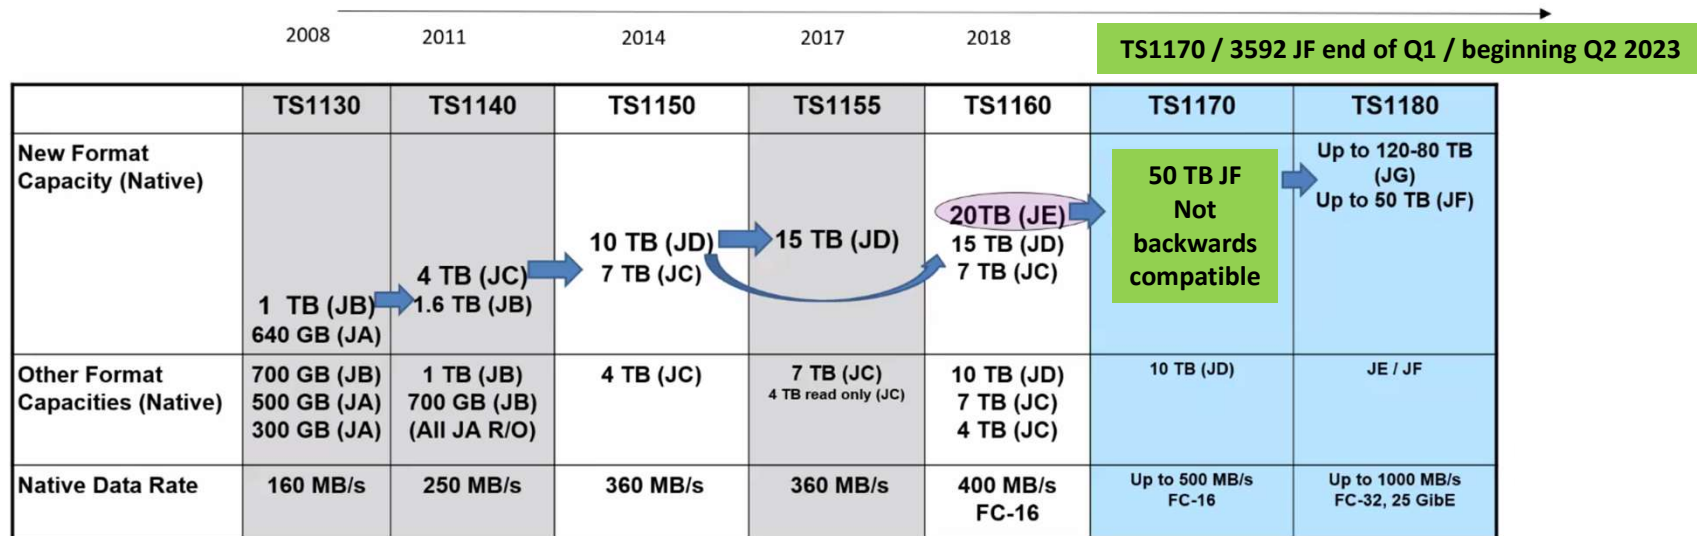 2008
2011
2014
2017
2018
TS1170 / 3592 JF end of Q1 / beginning Q2 2023
TS1130
TS1140
TS1150
TS1155
TS1160
TS1170
TS1180
New Format
Capacity (Native)
1 TB (JB)
640 GB (JA)
4 TB (JC)
1.6 TB (JB)
10 TB (JD)
7 TB (JC)
15 TB (JD)
20TB (JE)
15 TB (JD)
7 TB (JC)
50 TB JF
Not
backwards
compatible
Up to 120-80 TB
(JG)
Up to 50 TB (JF)
Other Format
Capacities (Native)
700 GB (JB)
500 GB (JA)
300 GB (JA)
1 TB (JB)
700 GB (JB)
(All JA R/O)
4 TB (JC)
7 TB (JC)
4 TB read only (JC)
10 TB (JD)
7 TB (JC)
4 TB (JC)
10 TB (JD)
JE / JF
Native Data Rate
160 MB/s
250 MB/s
360 MB/s
360 MB/s
400 MB/s
FC-16
Up to 500 MB/s
FC-16
Up to 1000 MB/s
FC-32, 25 GibE